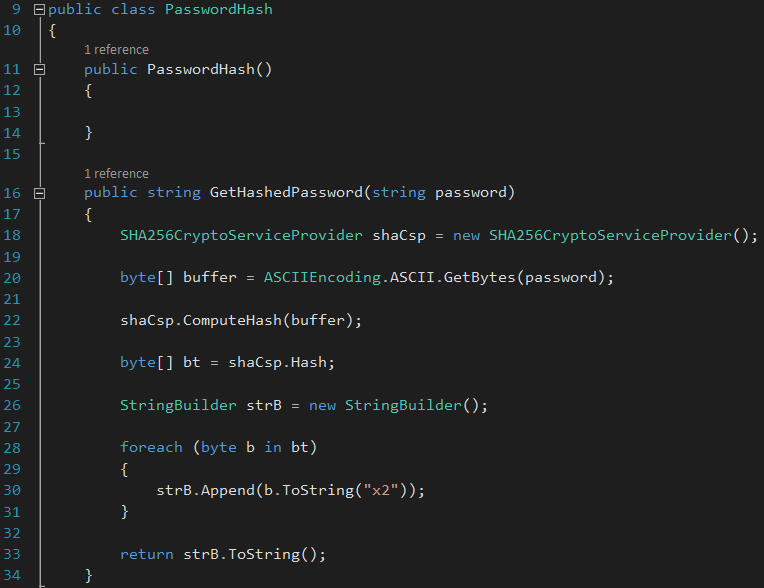 9 public class PasswordHash
10 {
1 reference
11 public PasswordHash()
12 {
13
14 }
15
1 reference
16 public string GetHashedPassword(string password)
17 {
18 SHA256CryptoServiceProvider shaCsp = new SHA256CryptoServiceProvider();
19
20 byte[] buffer = ASCIIEncoding.ASCII.GetBytes(password);
21
22 shaCsp.ComputeHash(buffer);
23
24 byte[] bt = shaCsp.Hash;
25
26 StringBuilder strB = new StringBuilder();
27
28 foreach (byte b in bt)
29 {
30 strB.Append(b.ToString("x2"));
31 }
32
33 return strB.ToString();
34 }